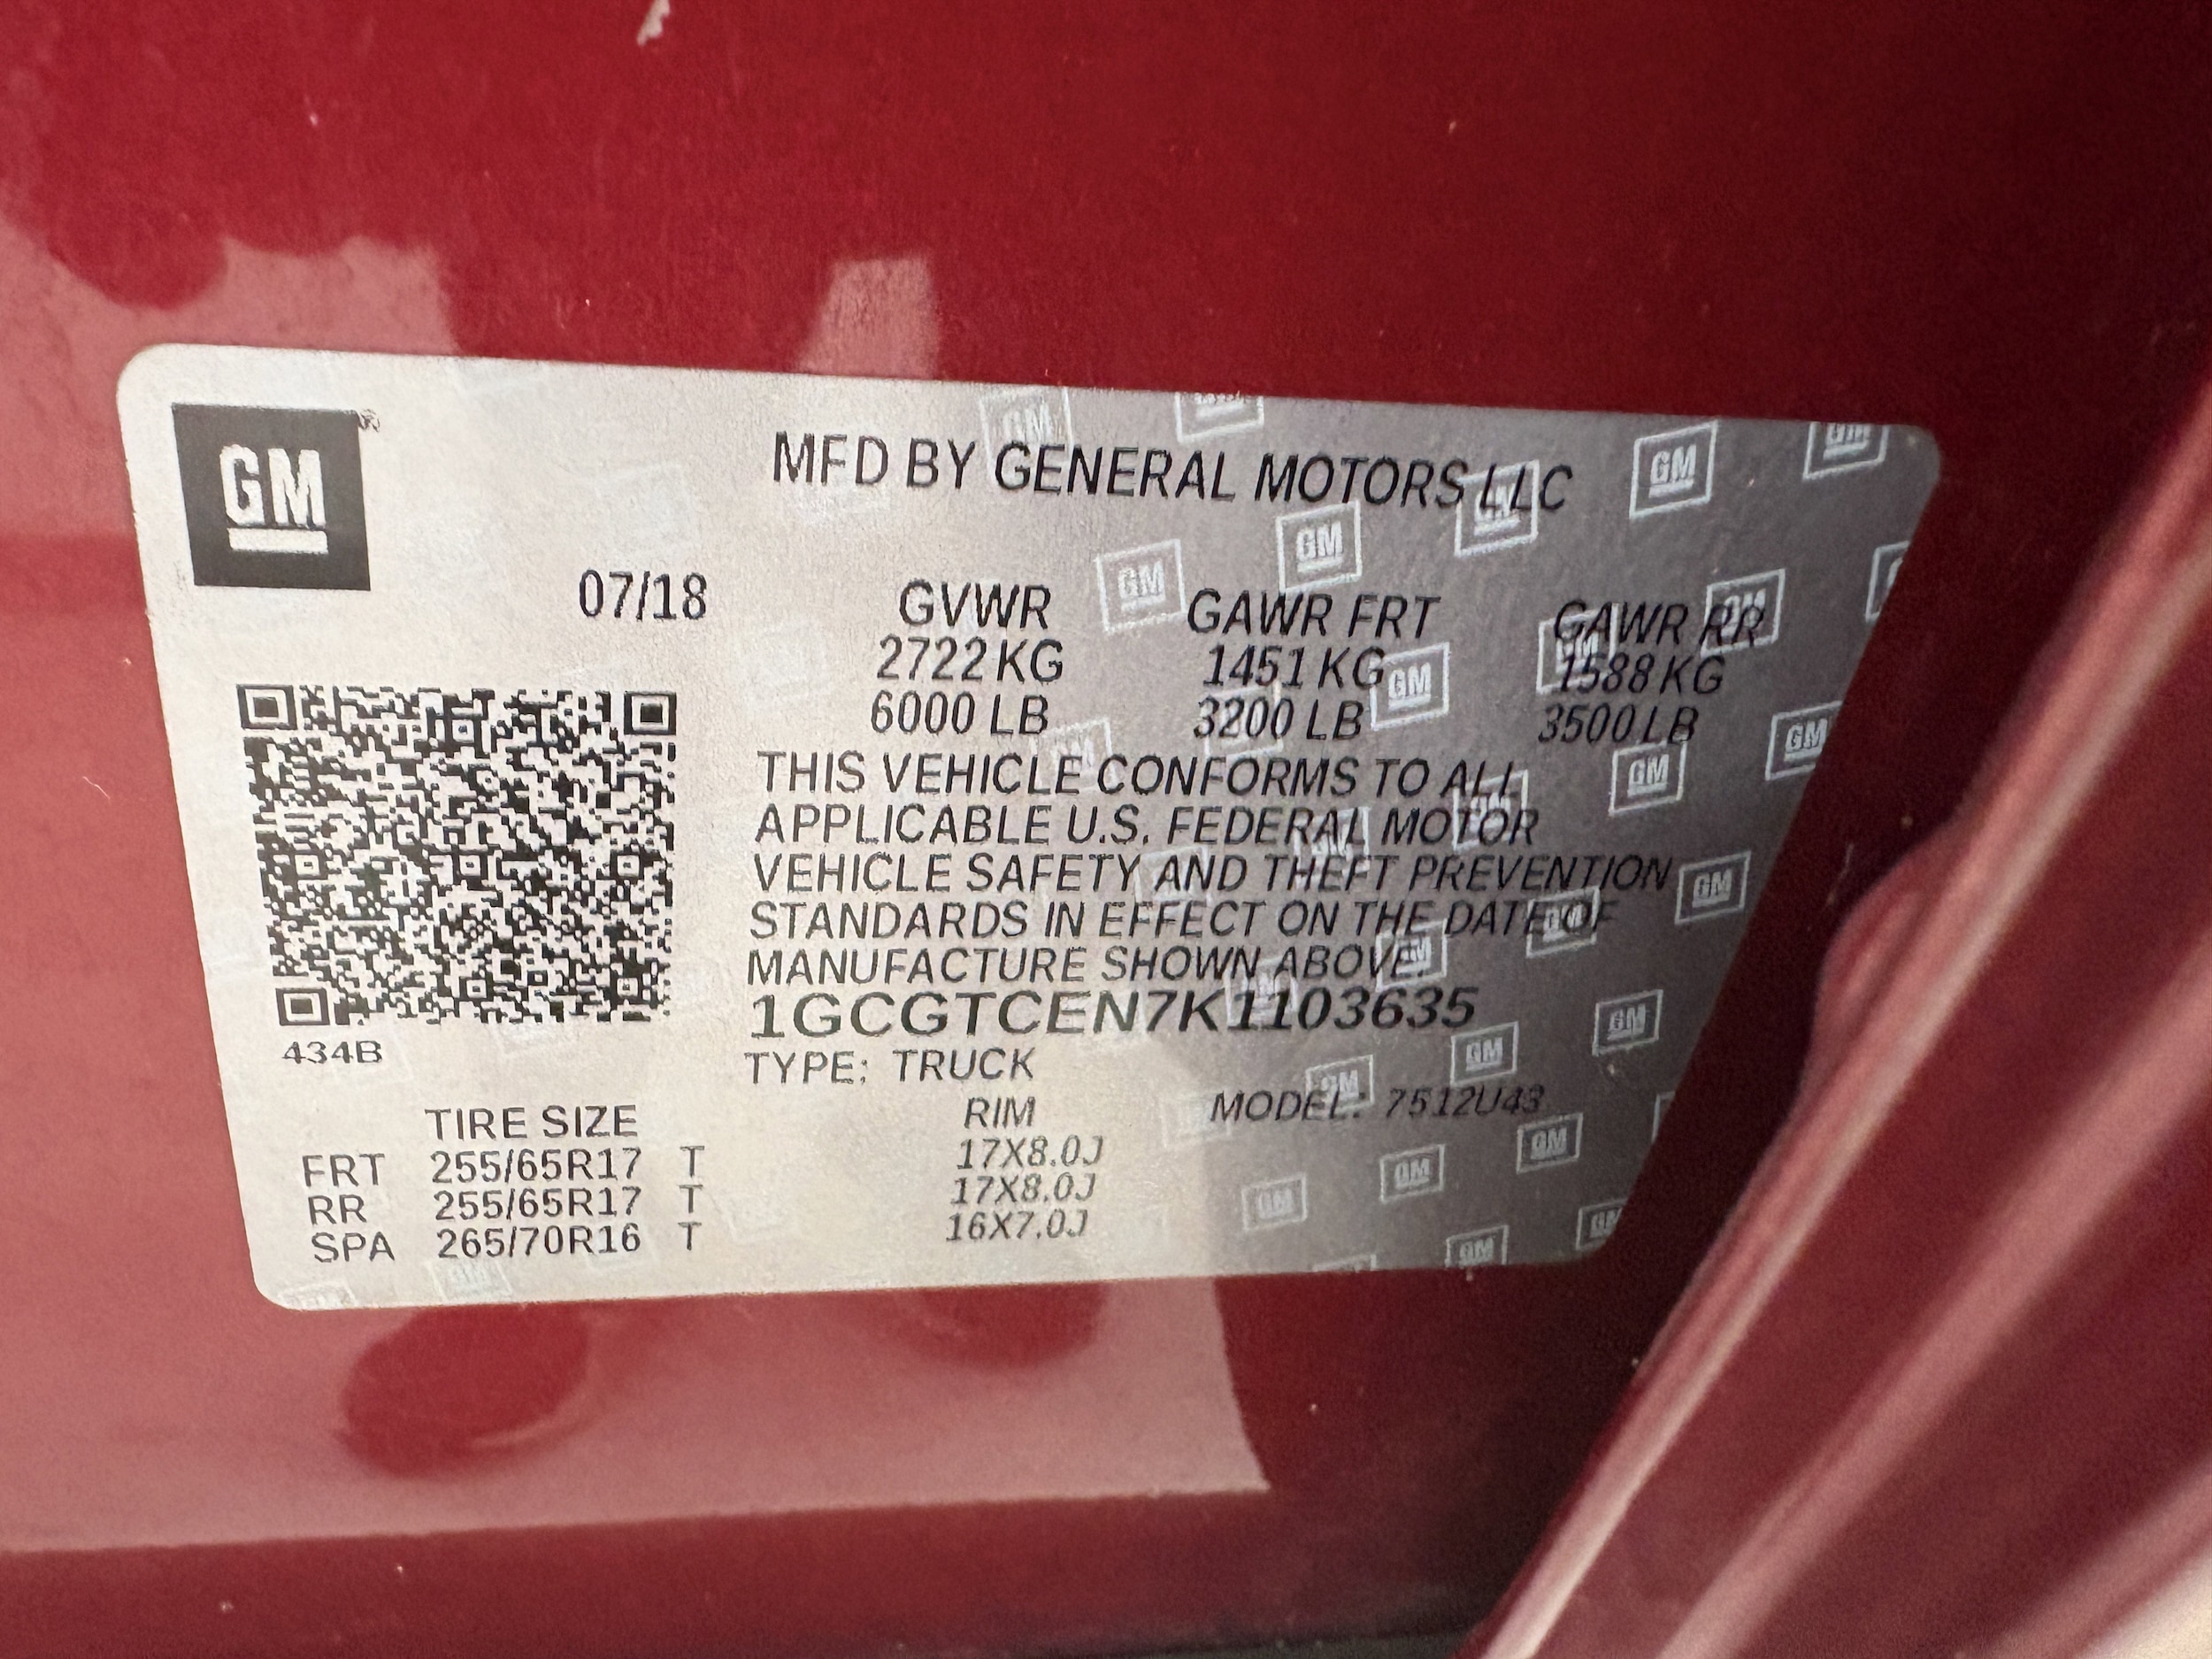 GM
MFD BY GENERAL MOTORS LLC
07/18
GVWR GAWR FRT GAWR RR
2722 KG 1451 KG 1588 KG
6000 LB 3200 LB 3500 LB
THIS VEHICLE CONFORMS TO ALL
APPLICABLE U.S. FEDERAL MOTOR
VEHICLE SAFETY AND THEFT PREVENTION
STANDARDS IN EFFECT ON THE DATE OF
MANUFACTURE SHOWN ABOVE.
1GCGTCEN7K1103635
434B
TYPE: TRUCK
MODEL: 7512U43
TIRE SIZE RIM
FRT 255/65R17 T 17X8.0J
RR 255/65R17 T 17X8.0J
SPA 265/70R16 T 16X7.0J